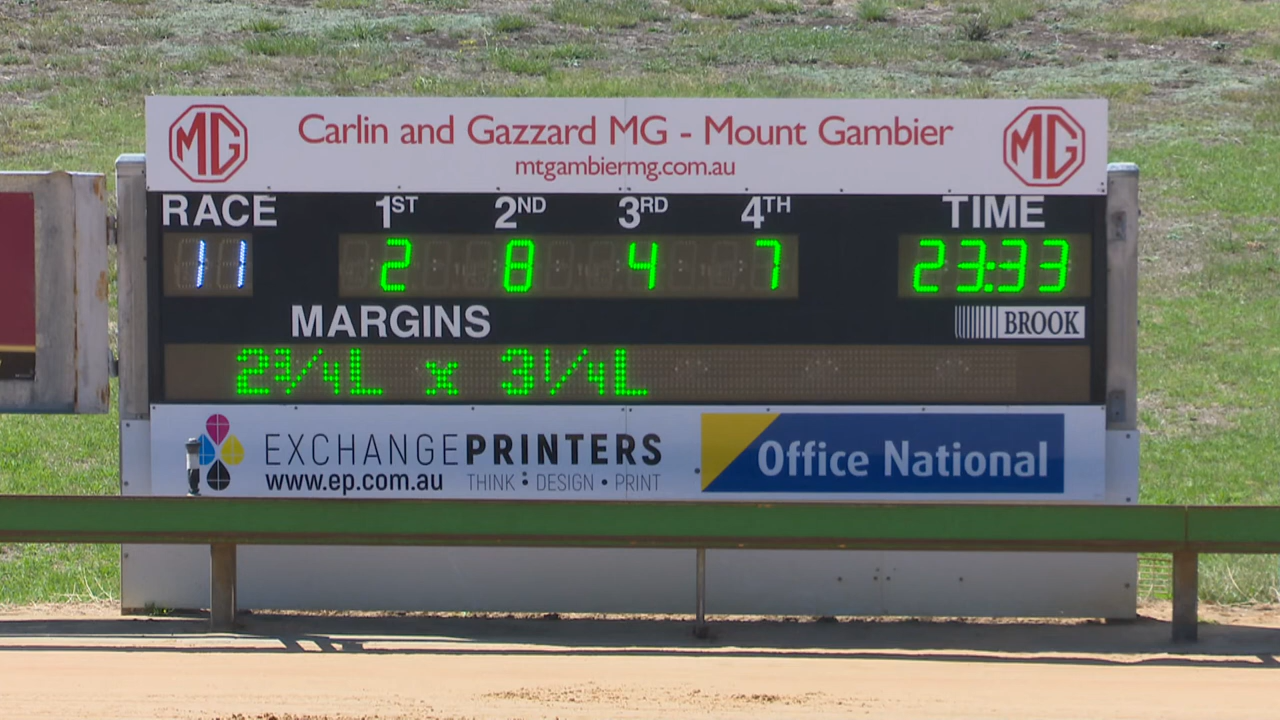 MG Carlin and Gazzard MG - Mount Gambier MG
mtgambiermg.com.au
RACE 1ST 2ND 3RD 4TH TIME
11 2 8 4 7 23:33
MARGINS BROOK
2¾L x 3¼L
EXCHANGEPRINTERS
www.ep.com.au THINK : DESIGN • PRINT
Office National